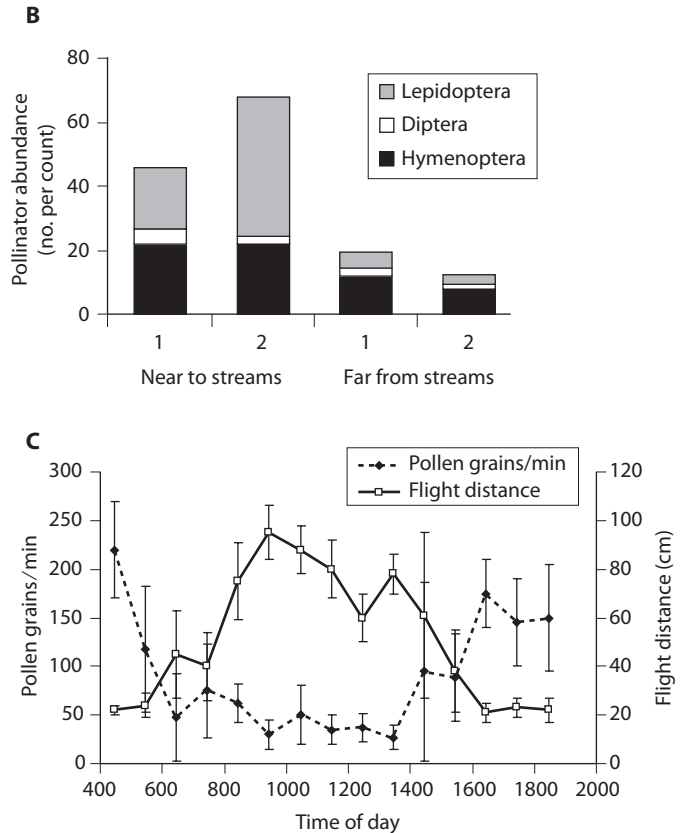 B
80
60
40
20
0
Pollinator abundance
(no. per count)
Lepidoptera
Diptera
Hymenoptera
1 2 1 2
Near to streams Far from streams
C
300
250
200
150
100
50
0
Pollen grains/min
Pollen grains/min
Flight distance
120
100
80
60
40
20
0
Flight distance (cm)
400 600 800 1000 1200 1400 1600 1800 2000
Time of day